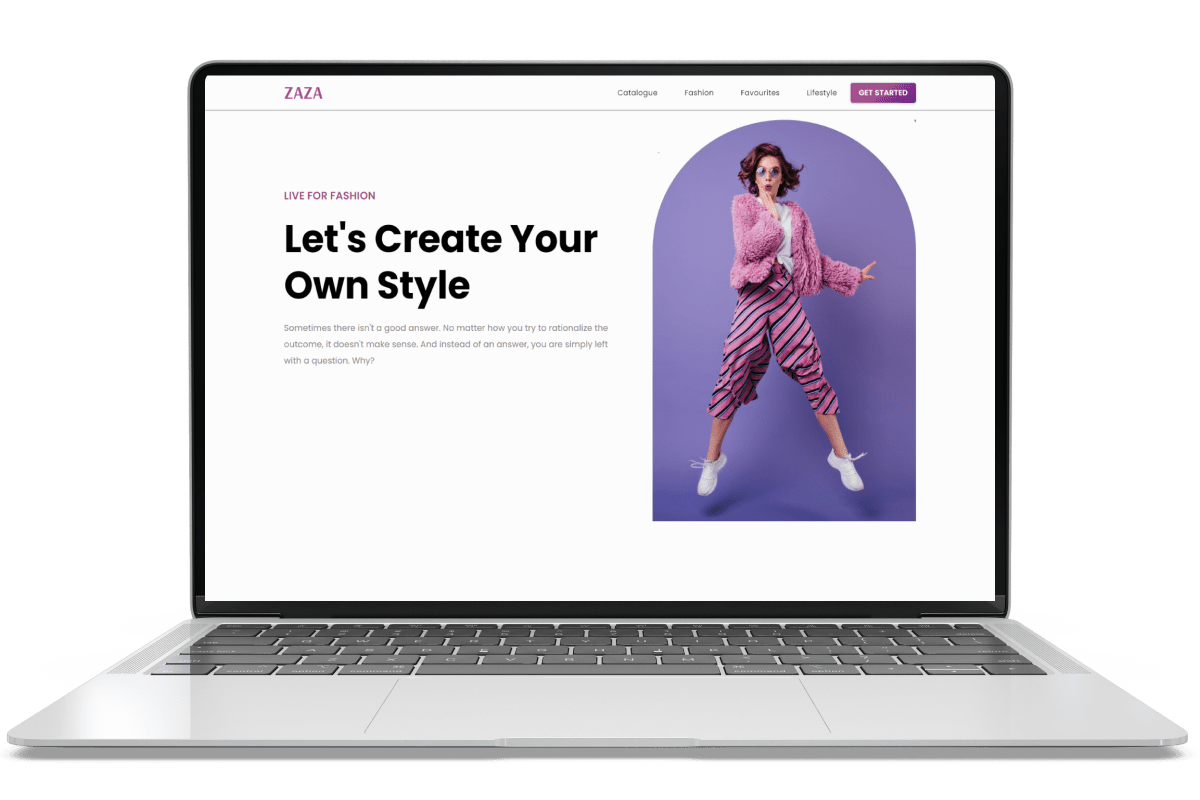 ZAZA
Catalogue Fashion Favourites Lifestyle GET STARTED
LIVE FOR FASHION
Let's Create Your
Own Style
Sometimes there isn't a good answer. No matter how you try to rationalize the
outcome, it doesn't make sense. And instead of an answer, you are simply left
with a question. Why?